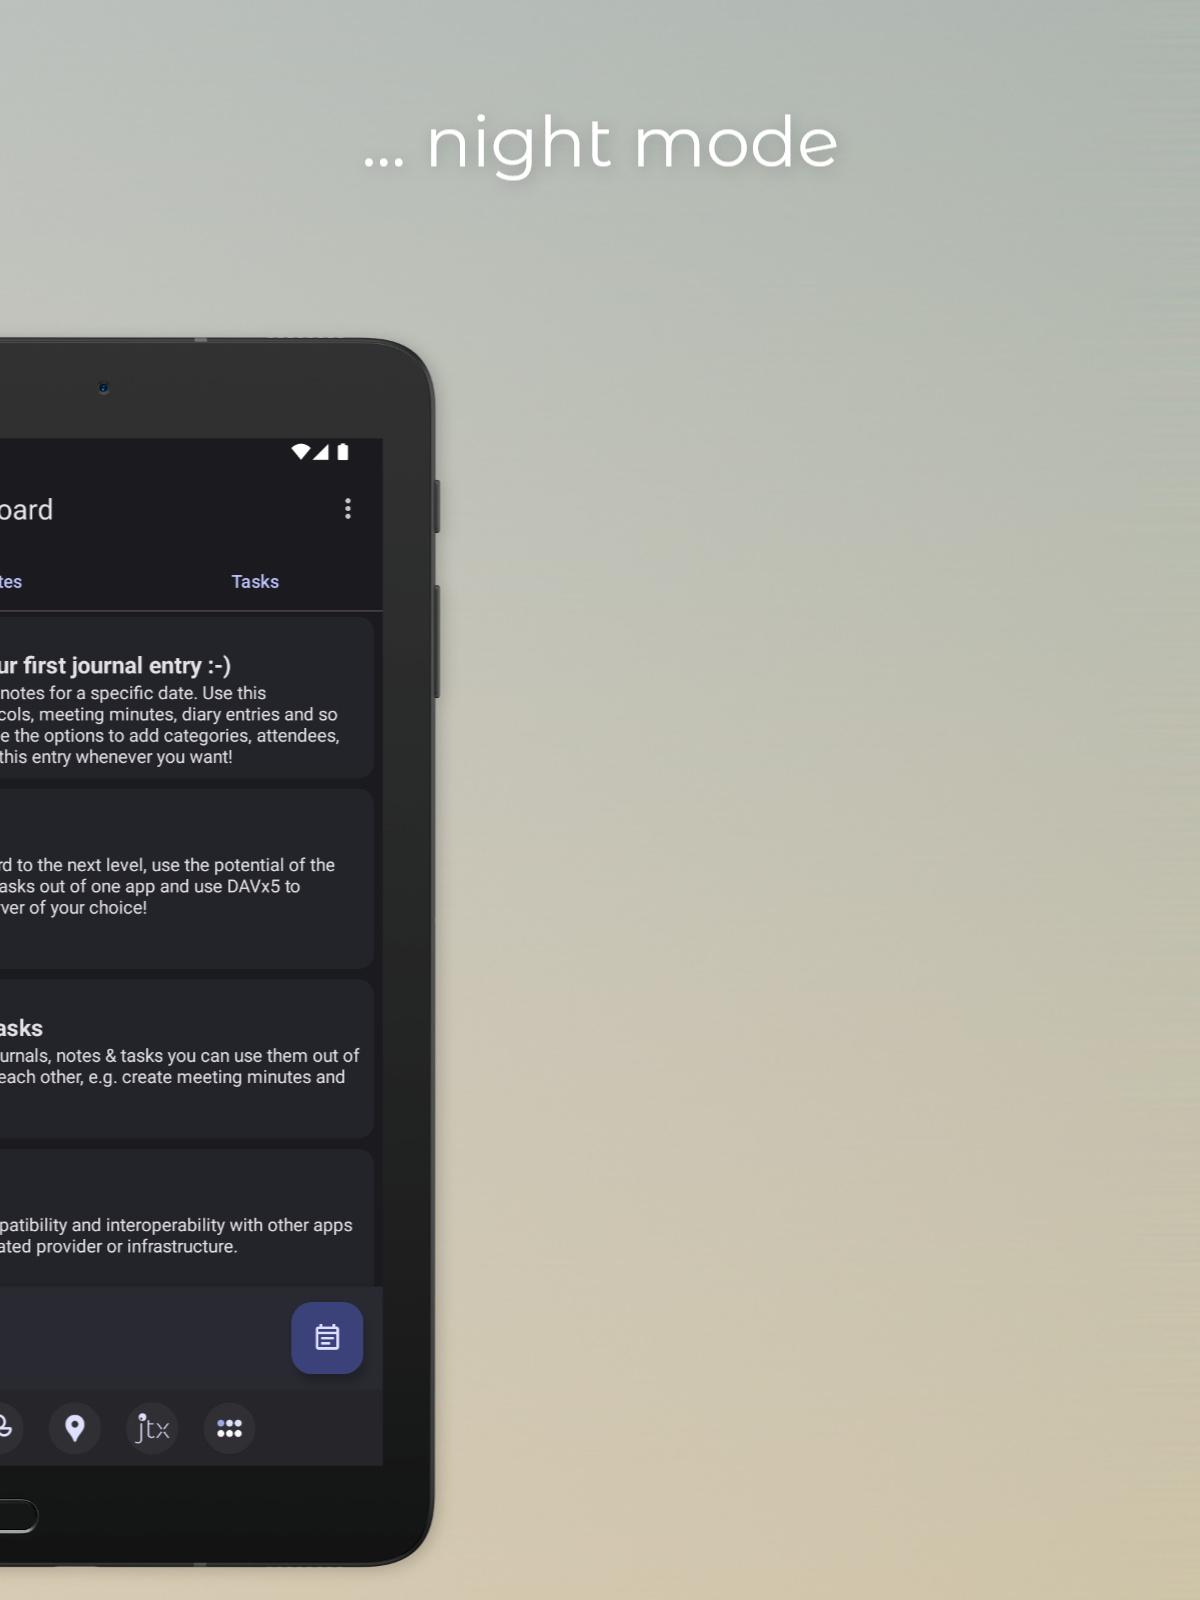 ... night mode
oard
tes
Tasks
ur first journal entry :-)
notes for a specific date. Use this
cols, meeting minutes, diary entries and so
e the options to add categories, attendees,
this entry whenever you want!
rd to the next level, use the potential of the
asks out of one app and use DAVx5 to
ver of your choice!
asks
urnals, notes & tasks you can use them out of
each other, e.g. create meeting minutes and
patibility and interoperability with other apps
ated provider or infrastructure.
jtx